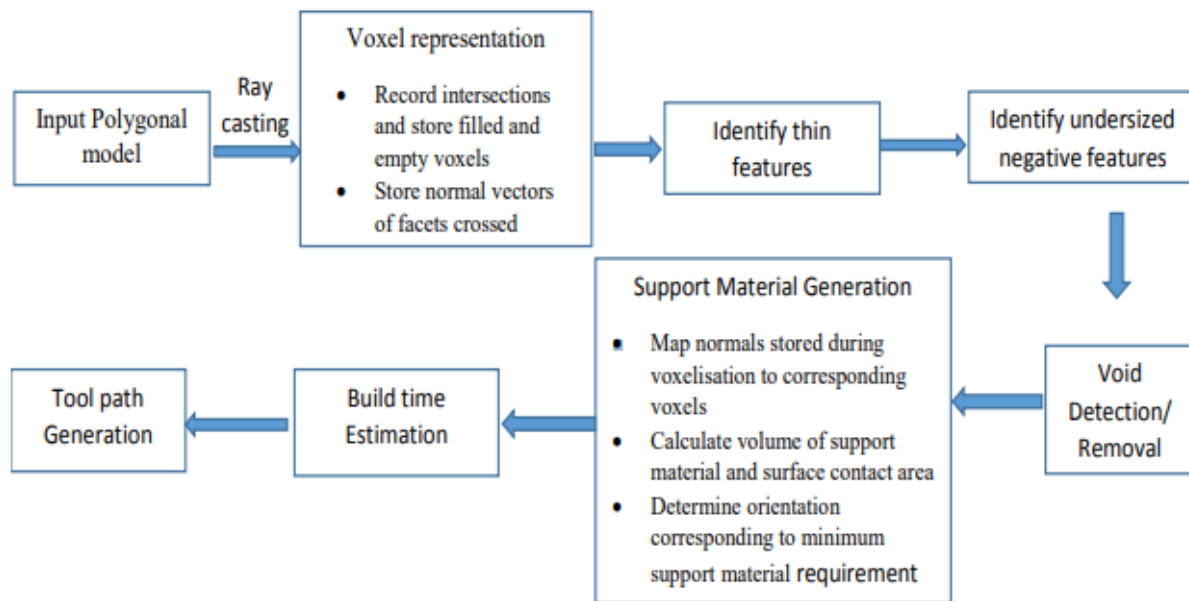 Input Polygonal
model
Ray
casting
Voxel representation
• Record intersections
and store filled and
empty voxels
• Store normal vectors
of facets crossed
Identify thin
features
Identify undersized
negative features
Void
Detection/
Removal
Support Material Generation
• Map normals stored during
voxelisation to corresponding
voxels
• Calculate volume of support
material and surface contact area
• Determine orientation
corresponding to minimum
support material requirement
Build time
Estimation
Tool path
Generation